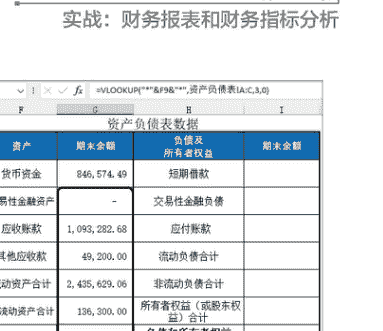 实战：财务报表和财务指标分析
fx =VLOOKUP("*"&F9&"*",资产负债表!A:C,3,0)
F G H I
资产负债表数据
资产 期末余额 负债及 期末余额
所有者权益
货币资金 846,574.49 短期借款
易性金融资产 - 交易性金融负债
应收账款 1,093,282.68 应付账款
其他应收款 49,200.00 流动负债合计
动资产合计 2,435,629.06 非流动负债合计
流动资产合计 136,300.00 所有者权益（或股东权
益）合计